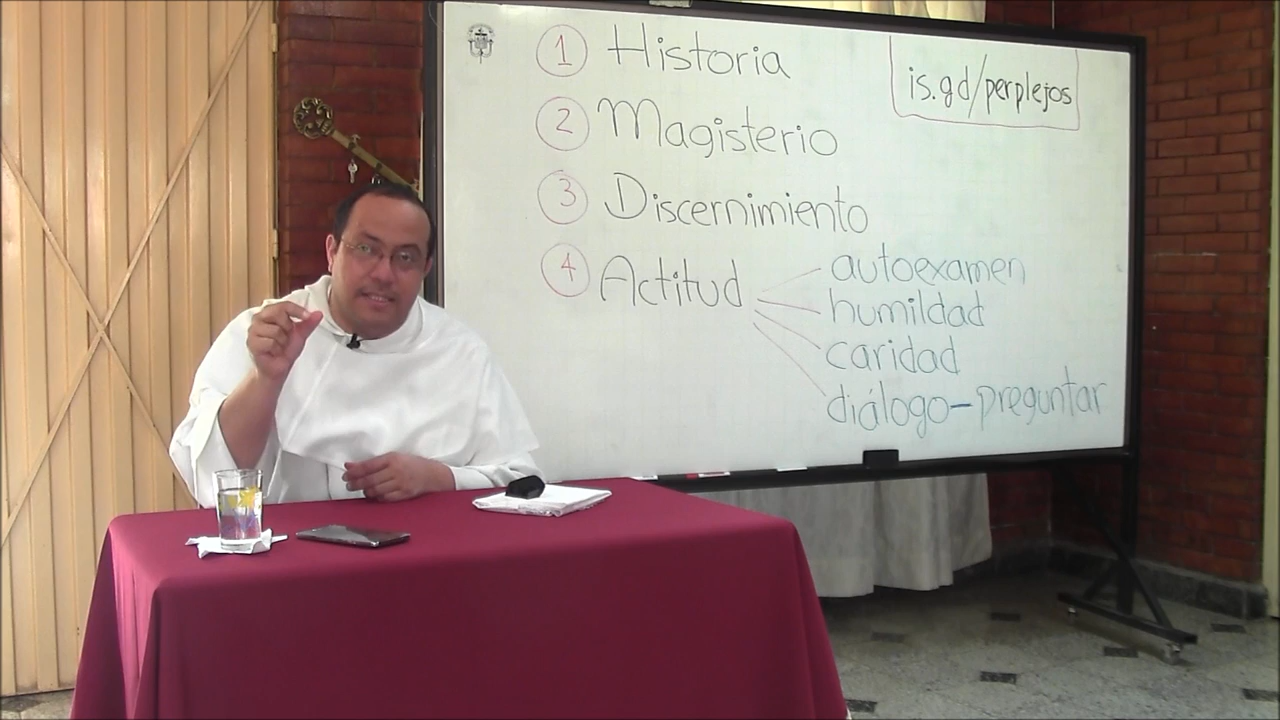 1 Historia
is.gd/perplejos
2 Magisterio
3 Discernimiento
4 Actitud
autoexamen
humildad
caridad
diálogo-preguntar